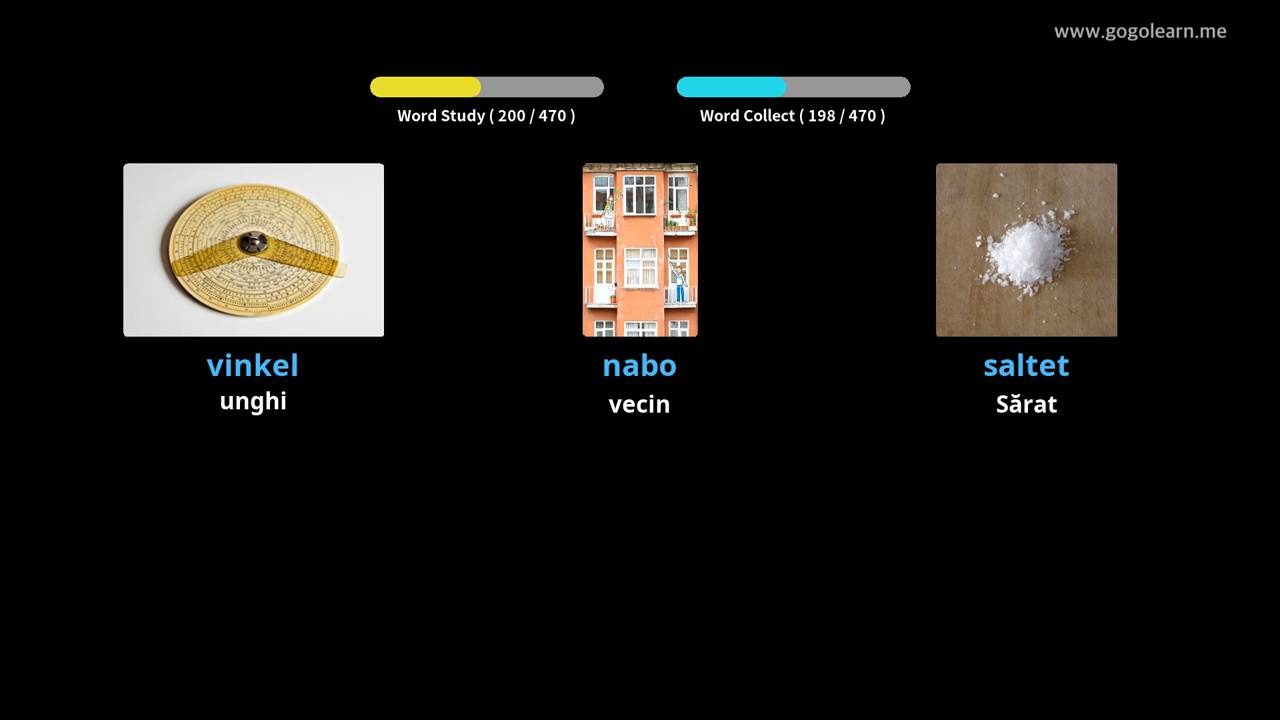 www.gogolearn.me
Word Study ( 200 / 470 )
Word Collect ( 198 / 470 )
vinkel
nabo
saltet
unghi
vecin
Sărat